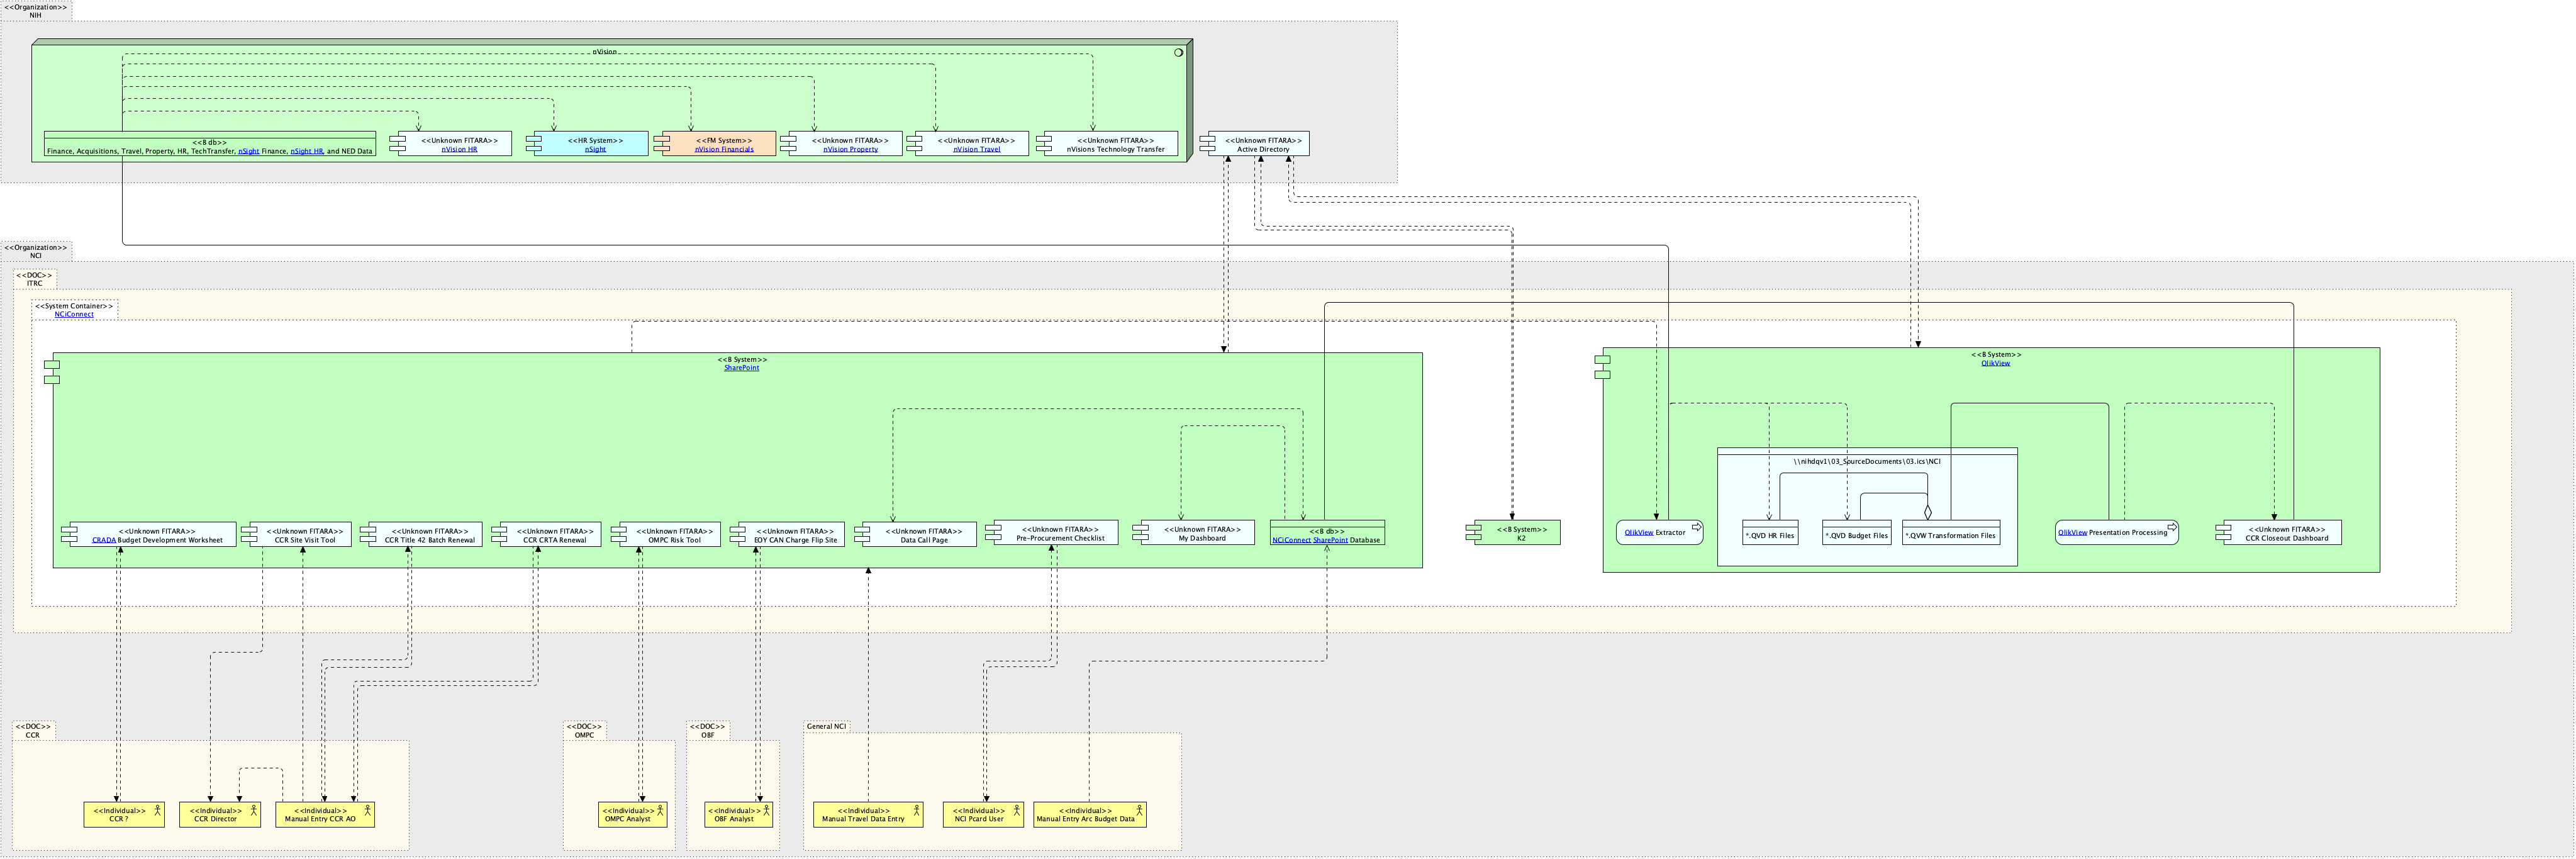 <<Organization>>
NIH
nVision
<<B db>>
Finance, Acquisitions, Travel, Property, HR, TechTransfer, nSight Finance, nSight HR, and NED Data
<<Unknown FITARA>>
nVision HR
<<HR System>>
nSight
<<FM System>>
nVision Financials
<<Unknown FITARA>>
nVision Property
<<Unknown FITARA>>
nVision Travel
<<Unknown FITARA>>
nVisions Technology Transfer
<<Unknown FITARA>>
Active Directory
<<Organization>>
NCI
<<DOC>>
ITRC
<<System Container>>
NCiConnect
<<B System>>
SharePoint
<<B System>>
QlikView
\\nihdqv1\03_SourceDocuments\03.ics\NCI
<<Unknown FITARA>>
CRADA Budget Development Worksheet
<<Unknown FITARA>>
CCR Site Visit Tool
<<Unknown FITARA>>
CCR Title 42 Batch Renewal
<<Unknown FITARA>>
CCR CRTA Renewal
<<Unknown FITARA>>
OMPC Risk Tool
<<Unknown FITARA>>
EOY CAN Charge Flip Site
<<Unknown FITARA>>
Data Call Page
<<Unknown FITARA>>
Pre-Procurement Checklist
<<Unknown FITARA>>
My Dashboard
<<B db>>
NCiConnect SharePoint Database
<<B System>>
K2
QlikView Extractor
*.QVD HR Files
*.QVD Budget Files
*.QVW Transformation Files
QlikView Presentation Processing
<<Unknown FITARA>>
CCR Closeout Dashboard
<<DOC>>
CCR
<<DOC>>
OMPC
<<DOC>>
OBF
General NCI
<<Individual>>
CCR ?
<<Individual>>
CCR Director
<<Individual>>
Manual Entry CCR AO
<<Individual>>
OMPC Analyst
<<Individual>>
OBF Analyst
<<Individual>>
Manual Travel Data Entry
<<Individual>>
NCI Pcard User
<<Individual>>
Manual Entry Arc Budget Data